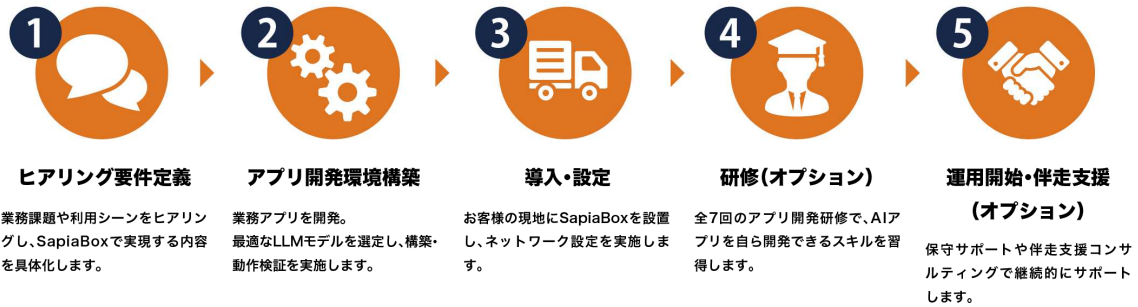 1
ヒアリング要件定義
業務課題や利用シーンをヒアリン
グし、SapiaBoxで実現する内容
を具体化します。
2
アプリ開発環境構築
業務アプリを開発。
最適なLLMモデルを選定し、構築・
動作検証を実施します。
3
導入・設定
お客様の現地にSapiaBoxを設置
し、ネットワーク設定を実施しま
す。
4
研修（オプション）
全7回のアプリ開発研修で、AIア
プリを自ら開発できるスキルを習
得します。
5
運用開始・伴走支援
（オプション）
保守サポートや伴走支援コンサ
ルティングで継続的にサポート
します。